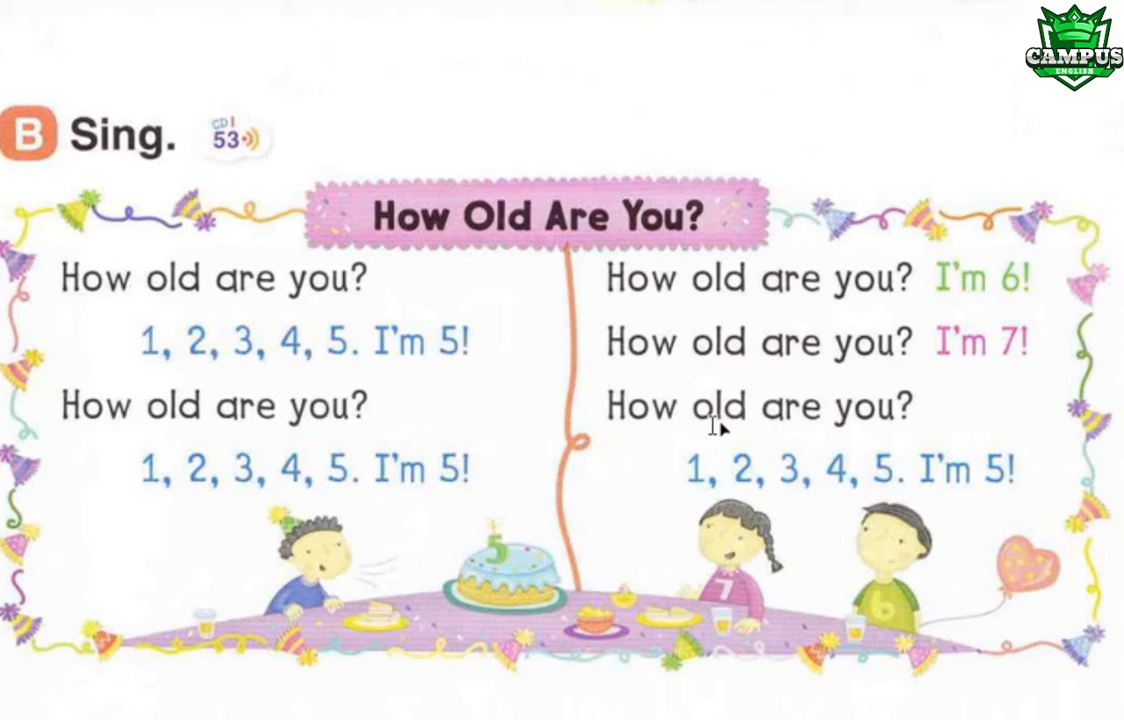 CAMPUS
ENGLISH
B Sing.
CD1
53
How Old Are You?
How old are you?
1, 2, 3, 4, 5. I'm 5!
How old are you?
1, 2, 3, 4, 5. I'm 5!
How old are you? I'm 6!
How old are you? I'm 7!
How old are you?
1, 2, 3, 4, 5. I'm 5!
5
7
6